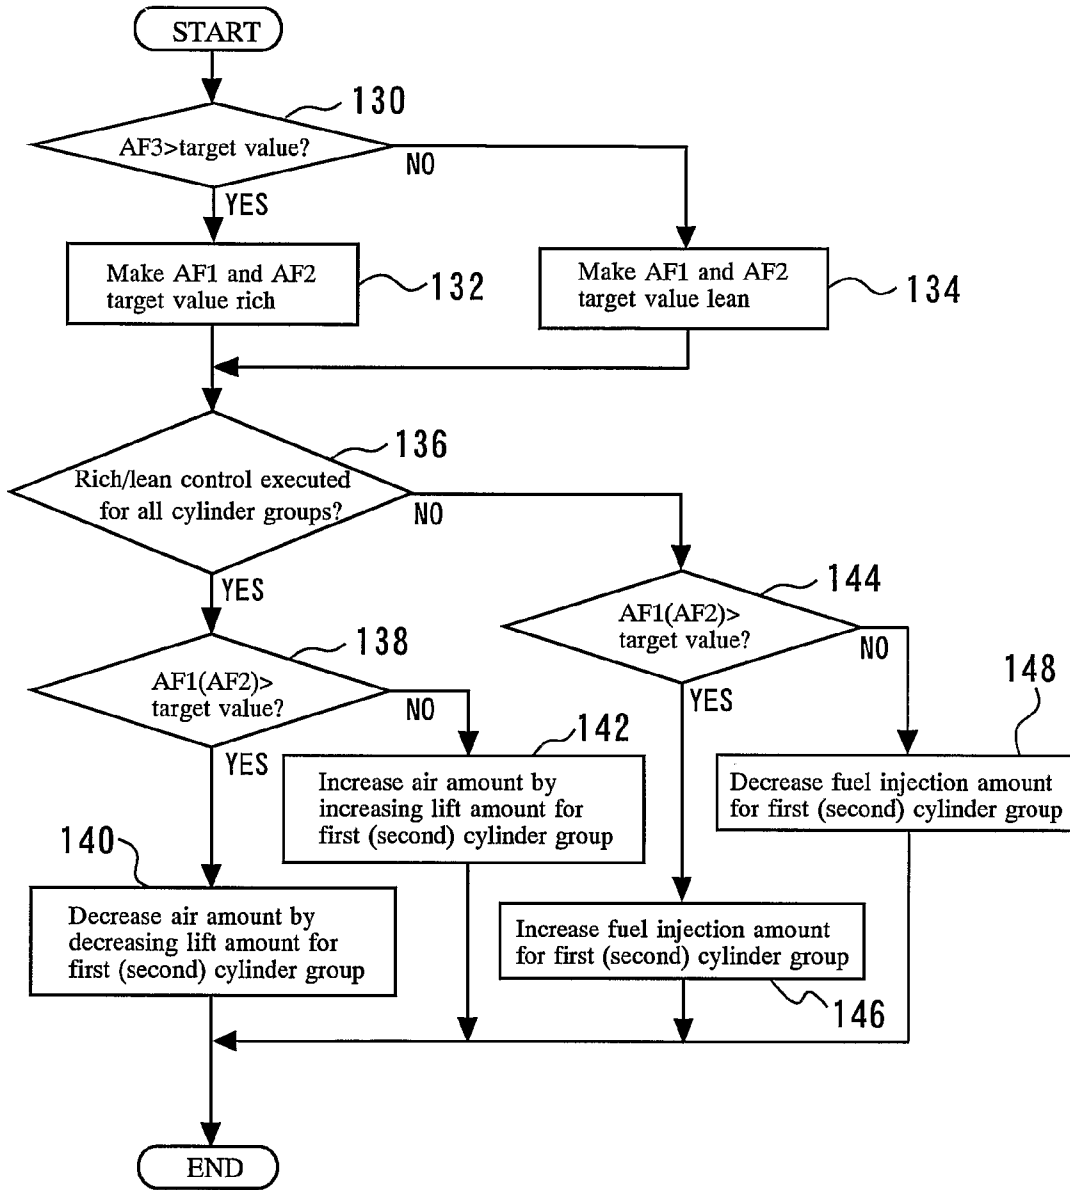 START
130
AF3>target value?
NO
YES
Make AF1 and AF2
target value rich
132
Make AF1 and AF2
target value lean
134
136
Rich/lean control executed
for all cylinder groups?
NO
YES
144
AF1(AF2)>
target value?
NO
YES
138
AF1(AF2)>
target value?
NO
YES
148
Decrease fuel injection amount
for first (second) cylinder group
142
Increase air amount by
increasing lift amount for
first (second) cylinder group
140
Decrease air amount by
decreasing lift amount for
first (second) cylinder group
Increase fuel injection amount
for first (second) cylinder group
146
END